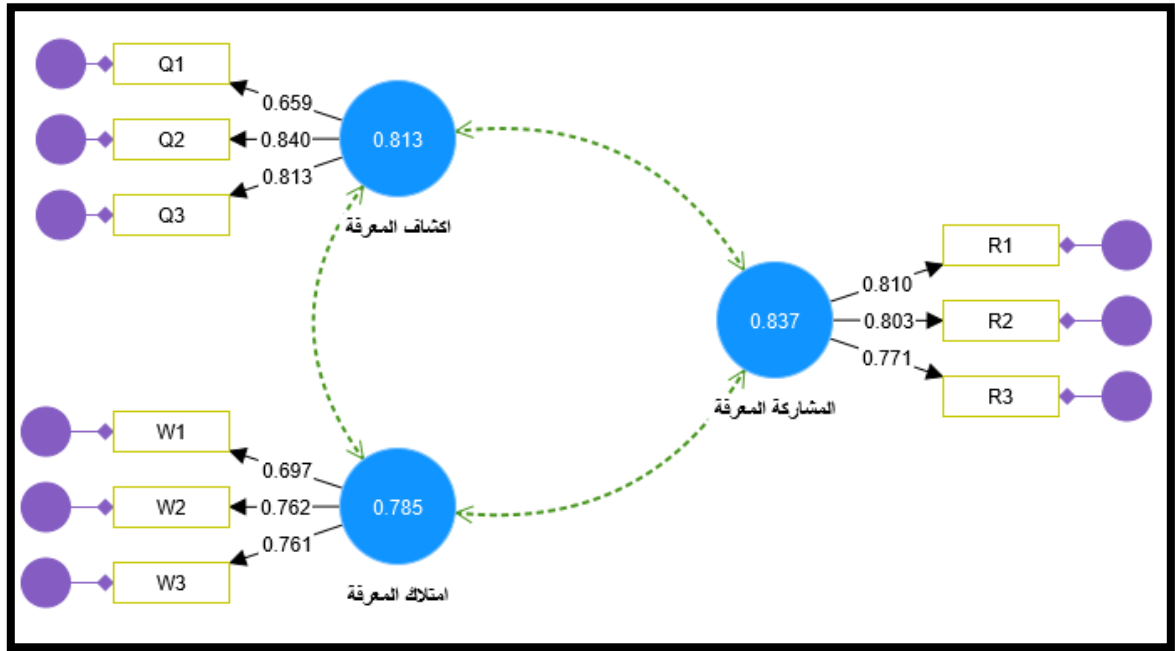 Q1
0.659
Q2
0.840
0.813
Q3
0.813
اكشاف المعرفة
R1
0.810
0.837
0.803
R2
0.771
R3
المشاركة المعرفة
W1
0.697
W2
0.762
0.785
0.761
W3
امتلاك المعرفة